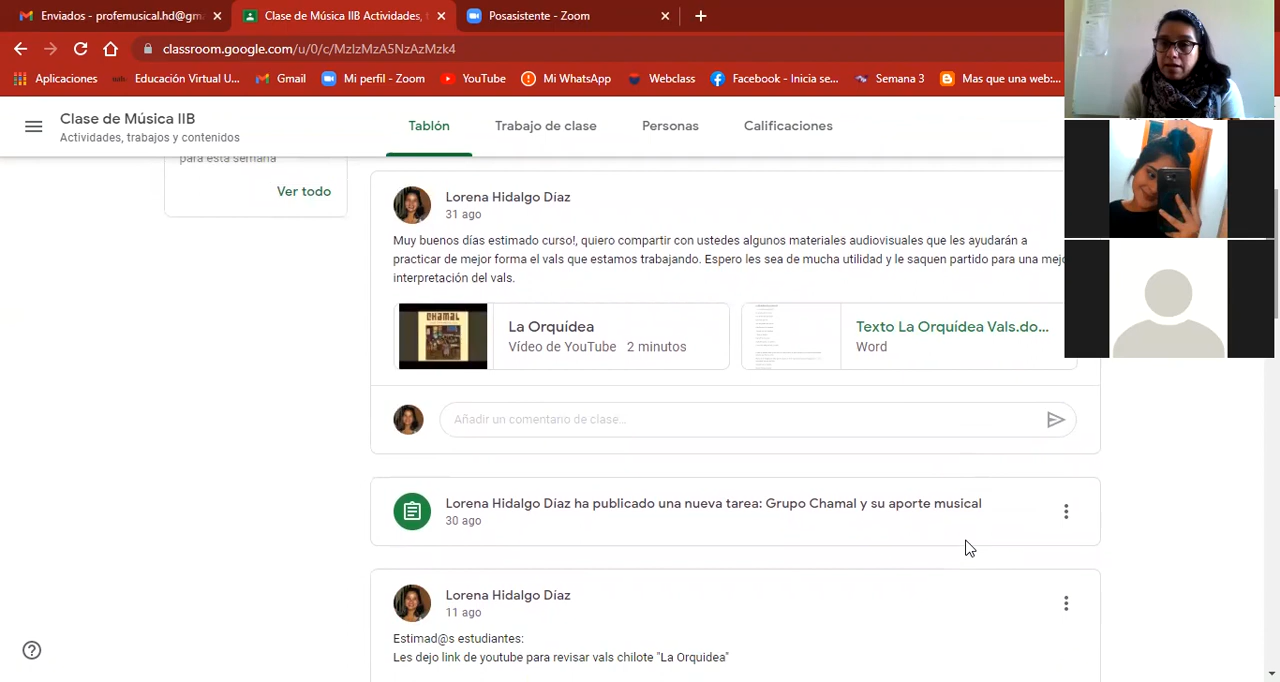 Enviados - profemusical.hd@gm
Clase de Música IIB Actividades, t
Posasistente - Zoom
classroom.google.com/u/0/c/MzIzMzA5NzAzMzk4
Aplicaciones
Educación Virtual U...
Gmail
Mi perfil - Zoom
YouTube
Mi WhatsApp
Webclass
Facebook - Inicia se...
Semana 3
Mas que una web:...
Clase de Música IIB
Actividades, trabajos y contenidos
Tablón
Trabajo de clase
Personas
Calificaciones
para esta semana
Ver todo
Lorena Hidalgo Díaz
31 ago
Muy buenos días estimado curso!, quiero compartir con ustedes algunos materiales audiovisuales que les ayudarán a
practicar de mejor forma el vals que estamos trabajando. Espero les sea de mucha utilidad y le saquen partido para una mejo
interpretación del vals.
CHAMAL
La Orquídea
Vídeo de YouTube 2 minutos
Texto La Orquídea Vals.do...
Word
Añadir un comentario de clase...
Lorena Hidalgo Díaz ha publicado una nueva tarea: Grupo Chamal y su aporte musical
30 ago
Lorena Hidalgo Díaz
11 ago
Estimad@s estudiantes:
Les dejo link de youtube para revisar vals chilote "La Orquidea"